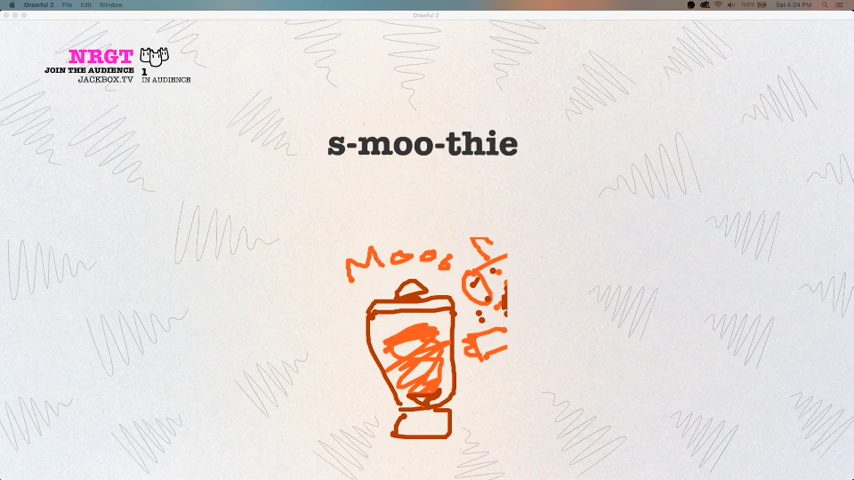 Drawful 2 File Edit Window
Sat 4:24 PM
Drawful 2
NRGT
JOIN THE AUDIENCE
JACKBOX.TV
1
IN AUDIENCE
s-moo-thie